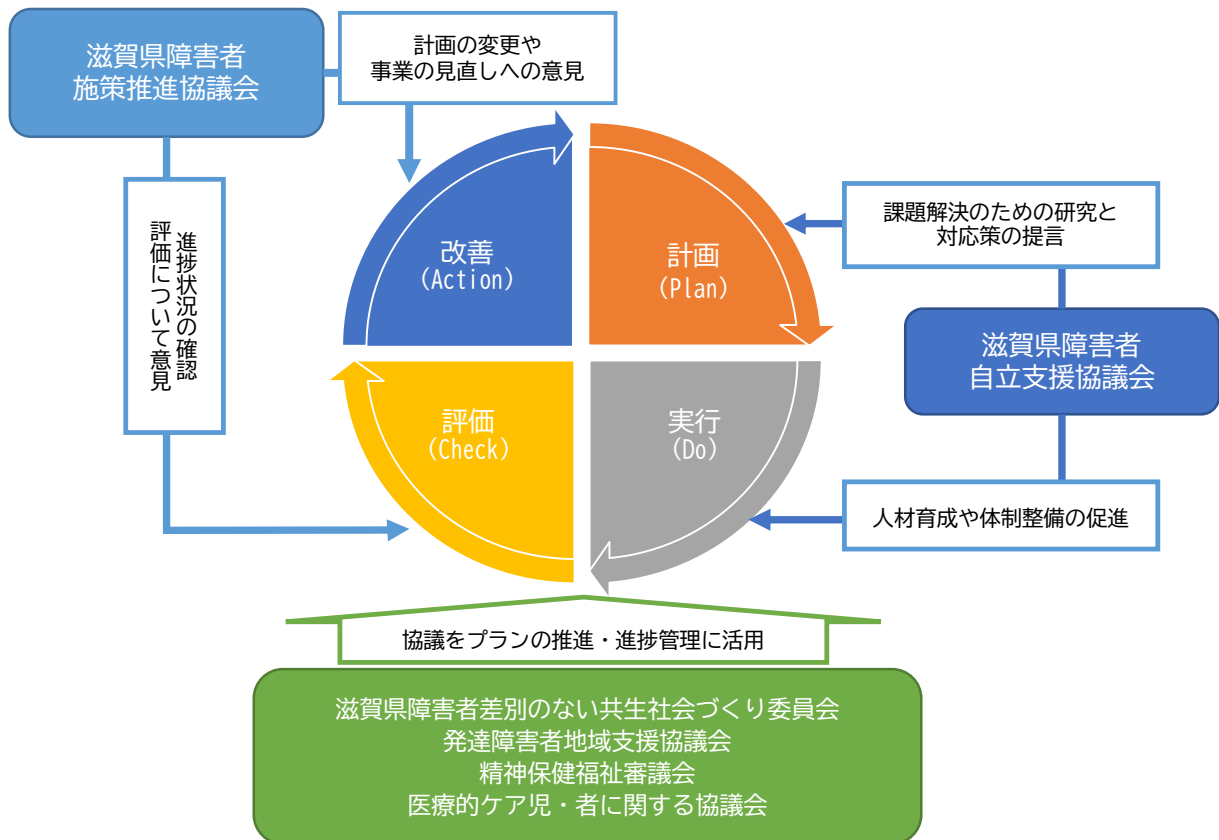 滋賀県障害者
施策推進協議会
計画の変更や
事業の見直しへの意見
進捗状況の確認
評価について意見
改善
(Action)
計画
(Plan)
課題解決のための研究と
対応策の提言
滋賀県障害者
自立支援協議会
評価
(Check)
実行
(Do)
人材育成や体制整備の促進
協議をプランの推進・進捗管理に活用
滋賀県障害者差別のない共生社会づくり委員会
発達障害者地域支援協議会
精神保健福祉審議会
医療的ケア児・者に関する協議会